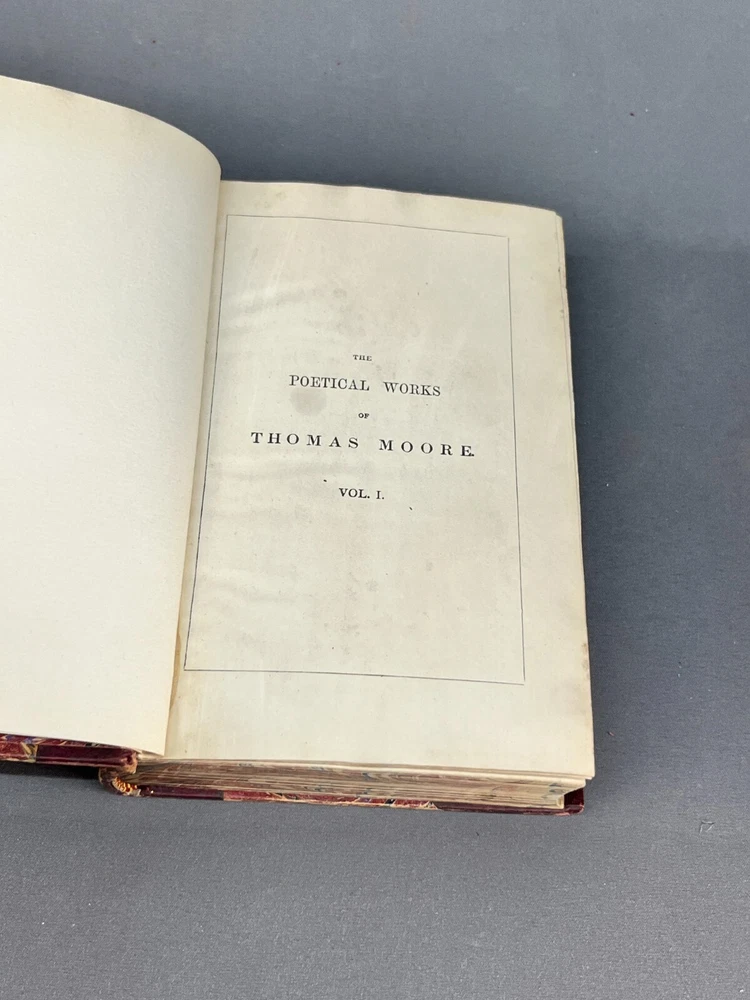 THE
POETICAL WORKS
OF
THOMAS MOORE.
VOL. I.